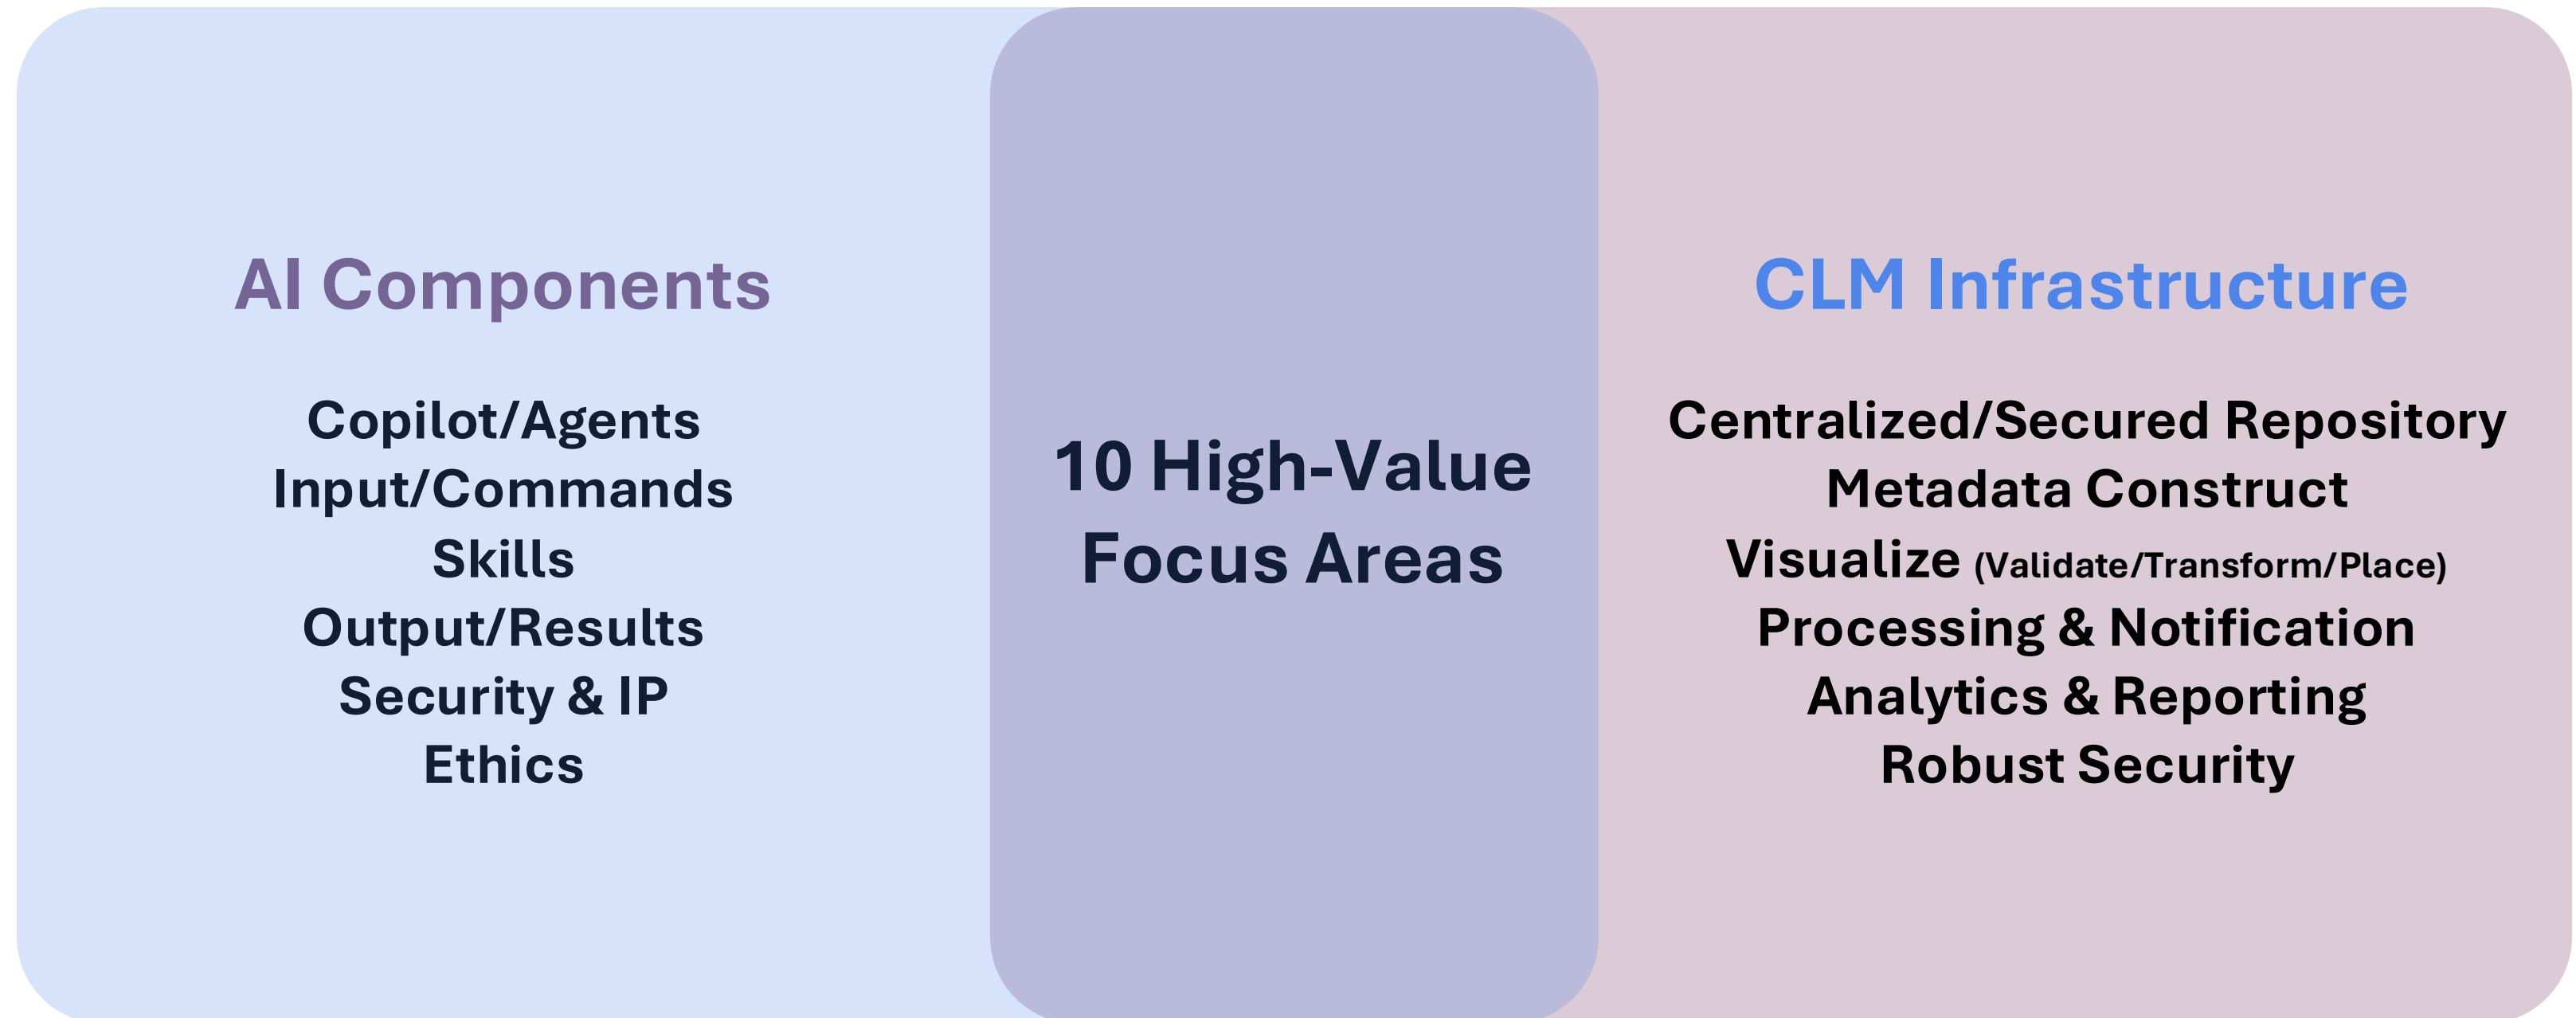 AI Components
Copilot/Agents
Input/Commands
Skills
Output/Results
Security & IP
Ethics
10 High-Value
Focus Areas
CLM Infrastructure
Centralized/Secured Repository
Metadata Construct
Visualize (Validate/Transform/Place)
Processing & Notification
Analytics & Reporting
Robust Security